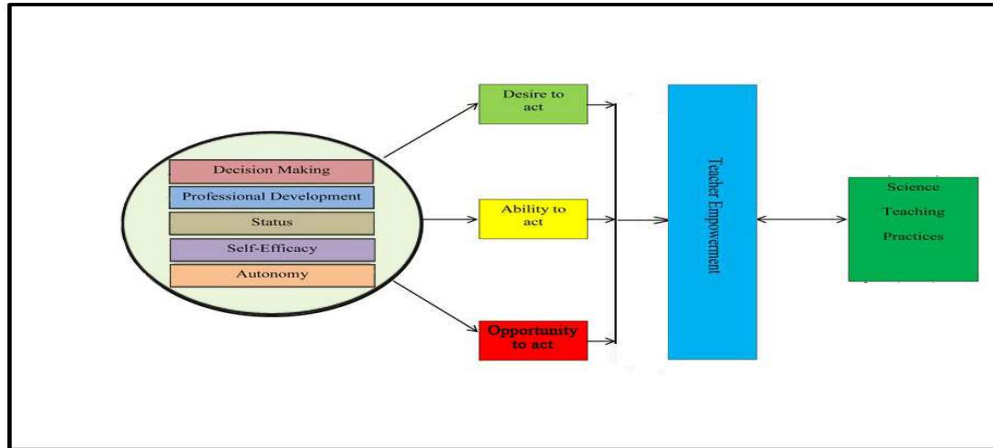 Desire to
act
Decision Making
Professional Development
Status
Self-Efficacy
Autonomy
Ability to
act
Opportunity
to act
Teacher Empowerment
Science
Teaching
Practices